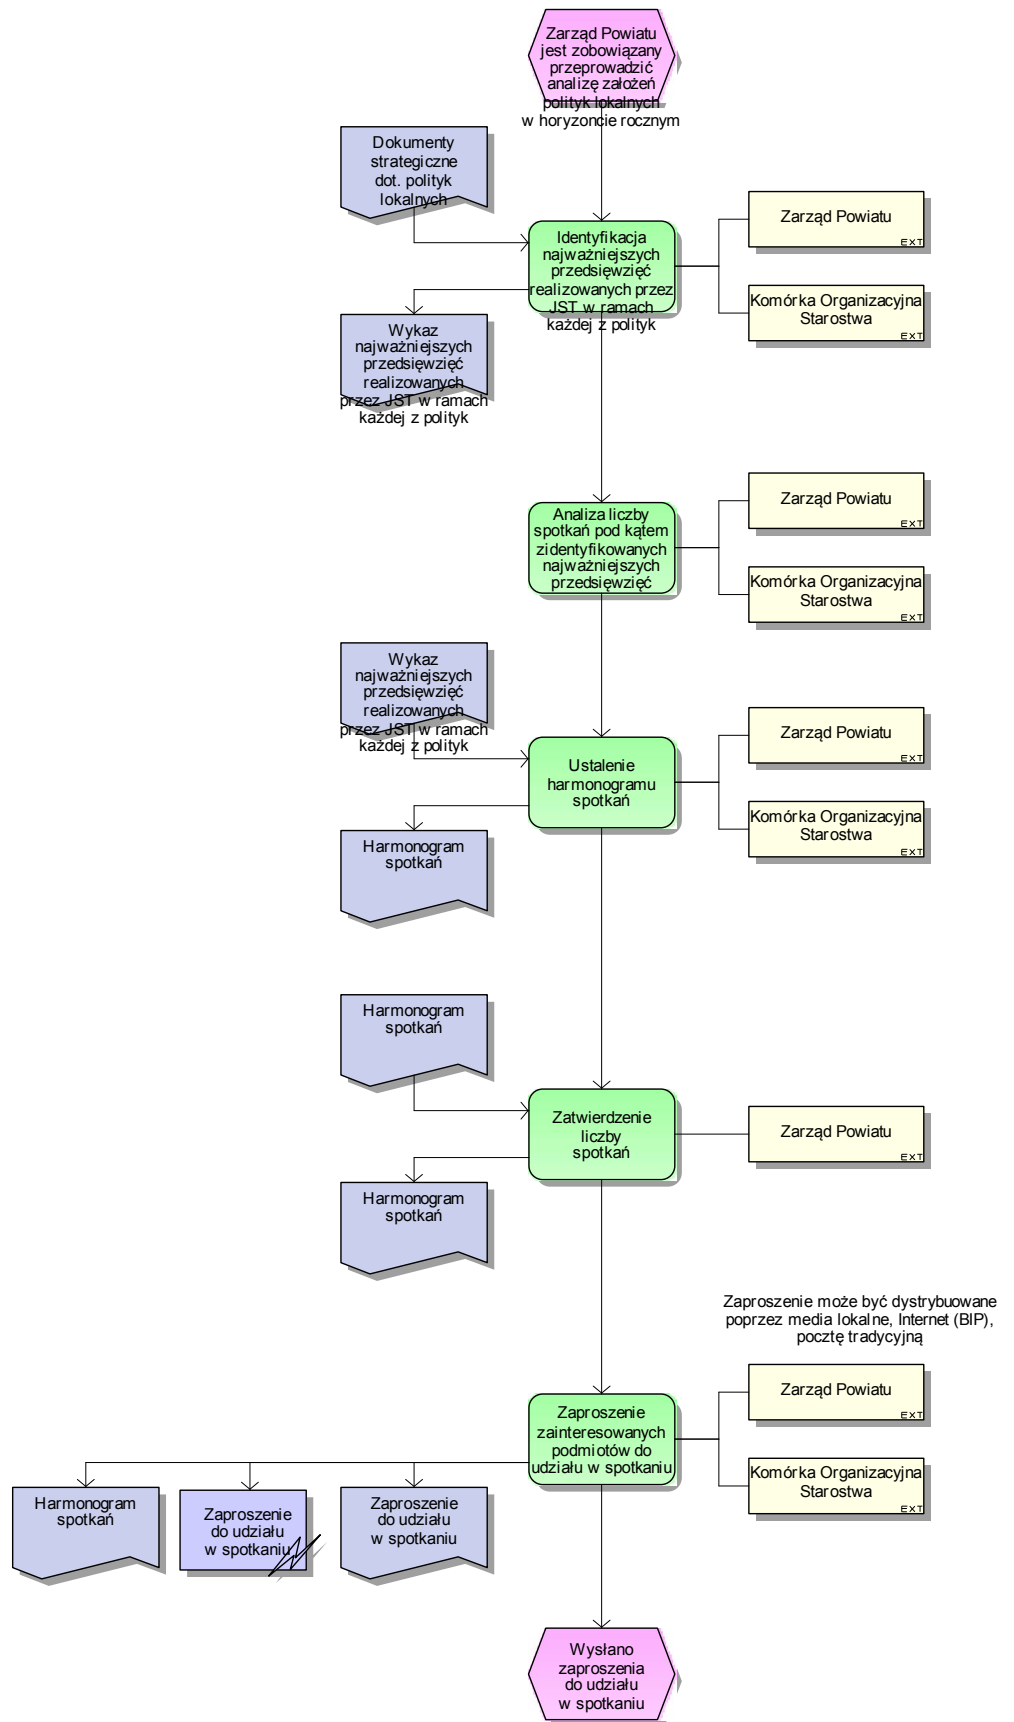 Zarząd Powiatu
jest zobowiązany
przeprowadzić
analizę założeń
polityk lokalnych
w horyzoncie rocznym
Dokumenty
strategiczne
dot. polityk
lokalnych
Identyfikacja
najważniejszych
przedsięwzięć
realizowanych przez
JST w ramach
każdej z polityk
Zarząd Powiatu
EXT
Komórka Organizacyjna
Starostwa
EXT
Wykaz
najważniejszych
przedsięwzięć
realizowanych
przez JST w ramach
każdej z polityk
Analiza liczby
spotkań pod kątem
zidentyfikowanych
najważniejszych
przedsięwzięć
Zarząd Powiatu
EXT
Komórka Organizacyjna
Starostwa
EXT
Wykaz
najważniejszych
przedsięwzięć
realizowanych
przez JST w ramach
każdej z polityk
Ustalenie
harmonogramu
spotkań
Zarząd Powiatu
EXT
Komórka Organizacyjna
Starostwa
EXT
Harmonogram
spotkań
Harmonogram
spotkań
Zatwierdzenie
liczby
spotkań
Zarząd Powiatu
EXT
Harmonogram
spotkań
Zaproszenie może być dystrybuowane
poprzez media lokalne, Internet (BIP),
pocztę tradycyjną
Zaproszenie
zainteresowanych
podmiotów do
udziału w spotkaniu
Zarząd Powiatu
EXT
Komórka Organizacyjna
Starostwa
EXT
Harmonogram
spotkań
Zaproszenie
do udziału
w spotkaniu
Zaproszenie
do udziału
w spotkaniu
Wysłano
zaproszenia
do udziału
w spotkaniu